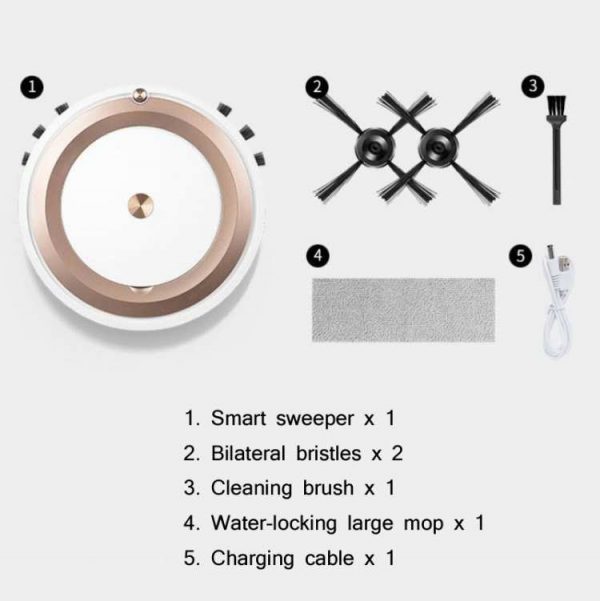 1
2
3
4
5
1. Smart sweeper x 1
2. Bilateral bristles x 2
3. Cleaning brush x 1
4. Water-locking large mop x 1
5. Charging cable x 1